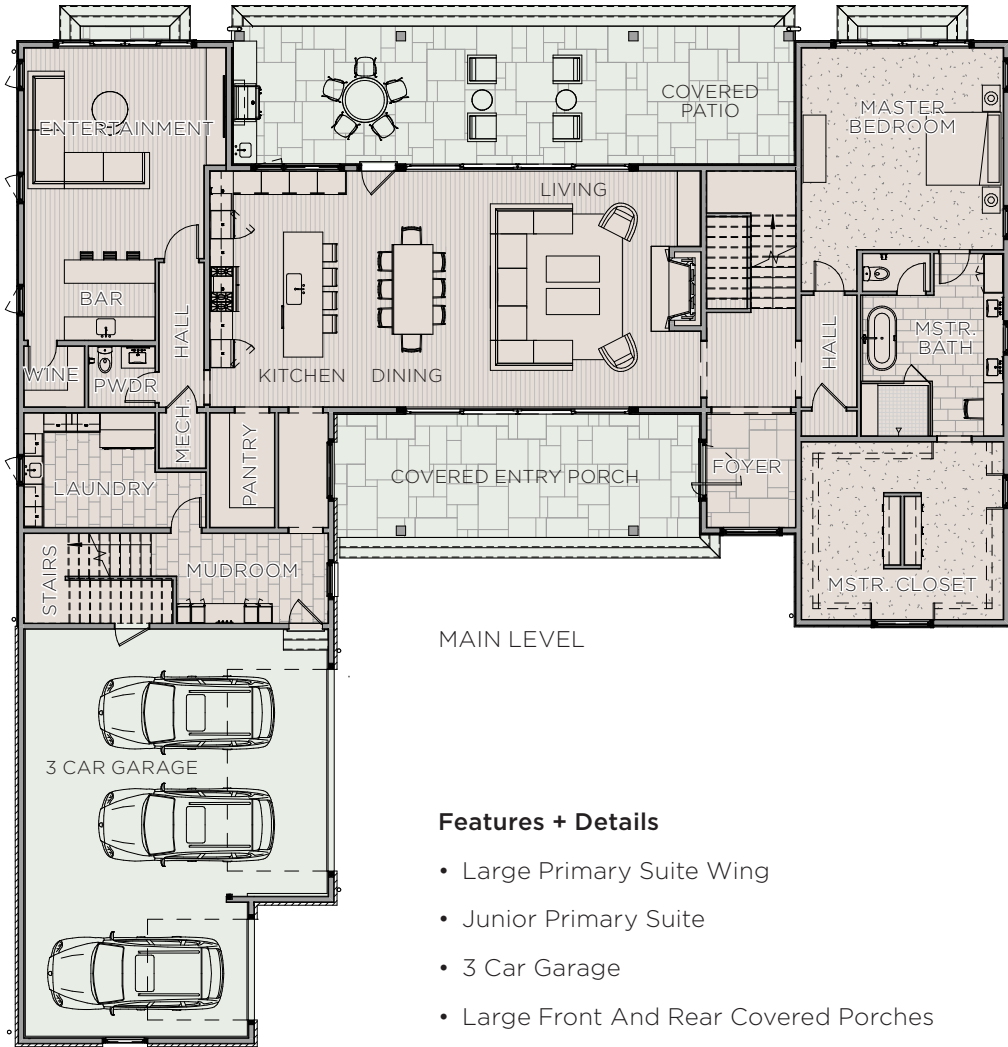 COVERED
PATIO
ENTERTAINMENT
MASTER
BEDROOM
LIVING
BAR
HALL
HALL
MSTR.
BATH
WINE
PWDR
KITCHEN
DINING
MECH.
PANTRY
LAUNDRY
COVERED ENTRY PORCH
FOYER
STAIRS
MUDROOM
MSTR. CLOSET
MAIN LEVEL
3 CAR GARAGE
Features + Details
• Large Primary Suite Wing
• Junior Primary Suite
• 3 Car Garage
• Large Front And Rear Covered Porches